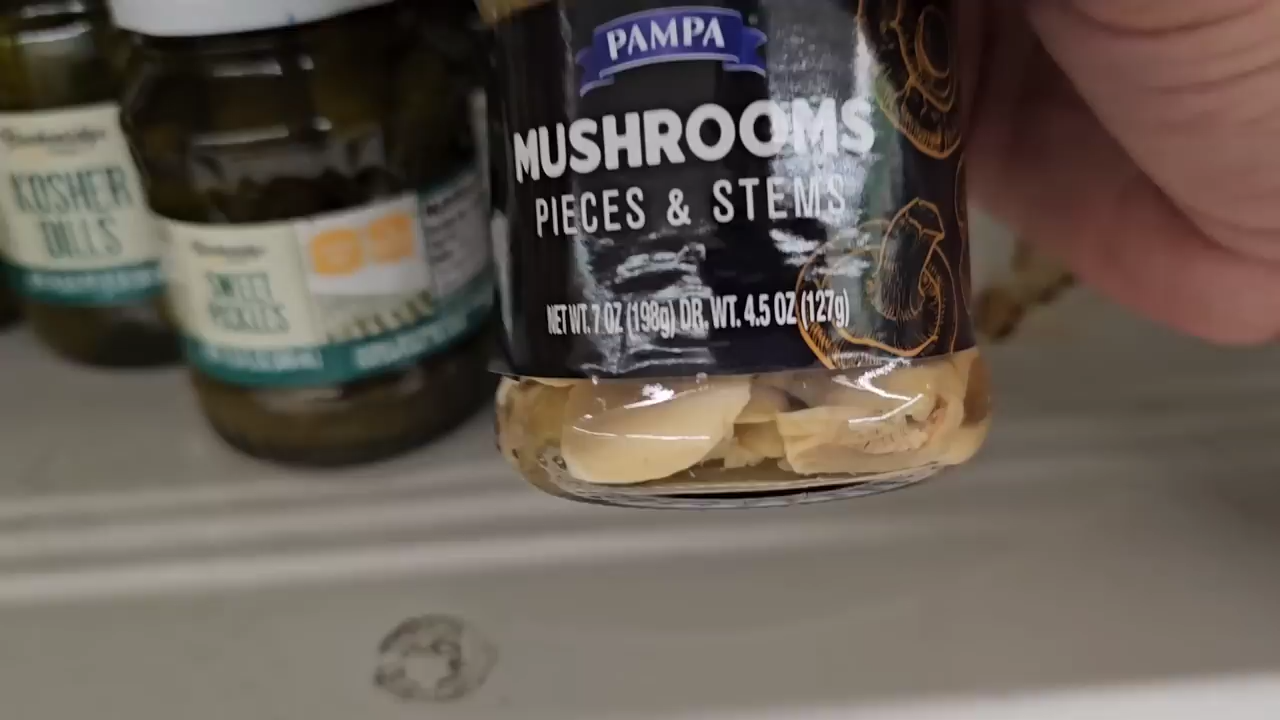 PAMPA
MUSHROOMS
PIECES & STEMS
NET WT. 7 OZ (198g) DR. WT. 4.5 OZ (127g)
KOSHER
DILLS
SWEET
PICKLES